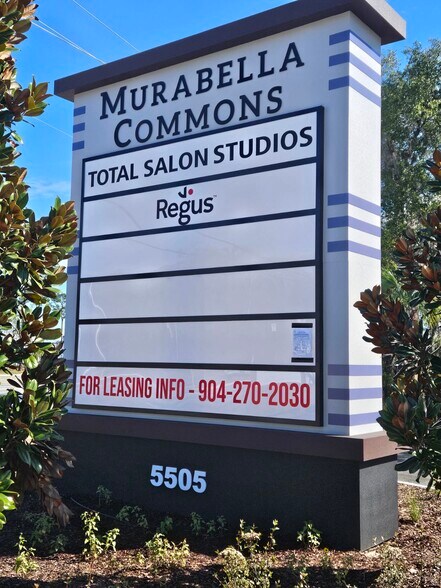 MURABELLA
COMMONS
TOTAL SALON STUDIOS
Regus
FOR LEASING INFO - 904-270-2030
5505